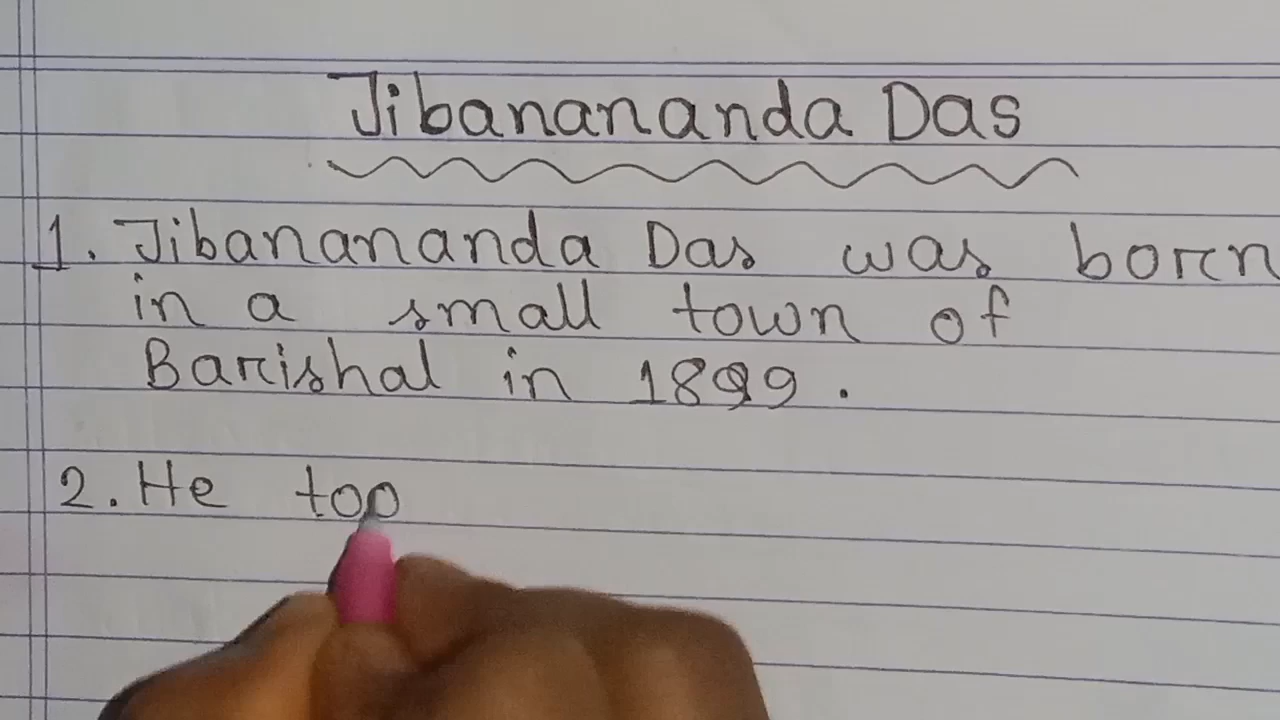 Jibanananda Das
1. Jibanananda Das was born
in a small town of
Barishal in 1899.
2. He too